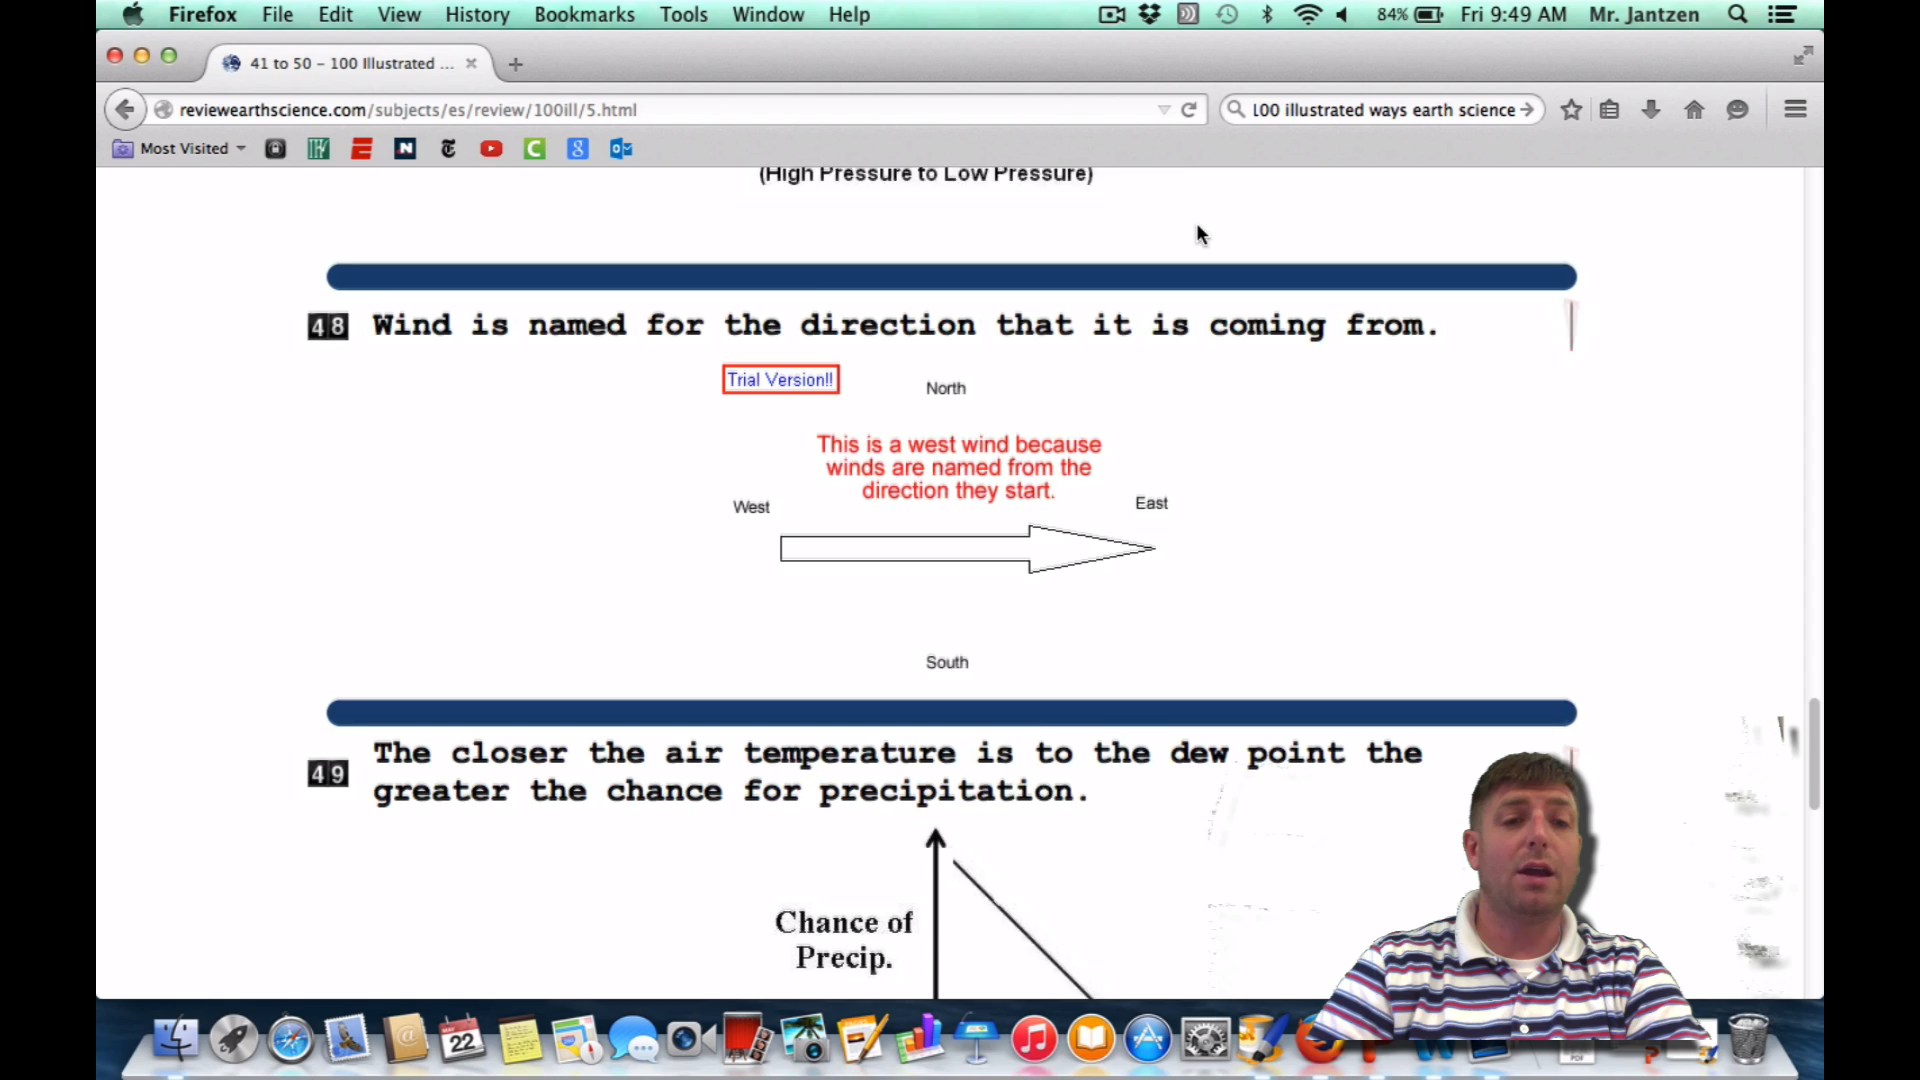 Firefox File Edit View History Bookmarks Tools Window Help 84% Fri 9:49 AM Mr. Jantzen
41 to 50 – 100 Illustrated ...
reviewearthscience.com/subjects/es/review/100ill/5.html
100 illustrated ways earth science
Most Visited
(High Pressure to Low Pressure)
48 Wind is named for the direction that it is coming from.
Trial Version!!
North
This is a west wind because
winds are named from the
direction they start.
West
East
South
49 The closer the air temperature is to the dew point the
greater the chance for precipitation.
Chance of
Precip.
22
PDF